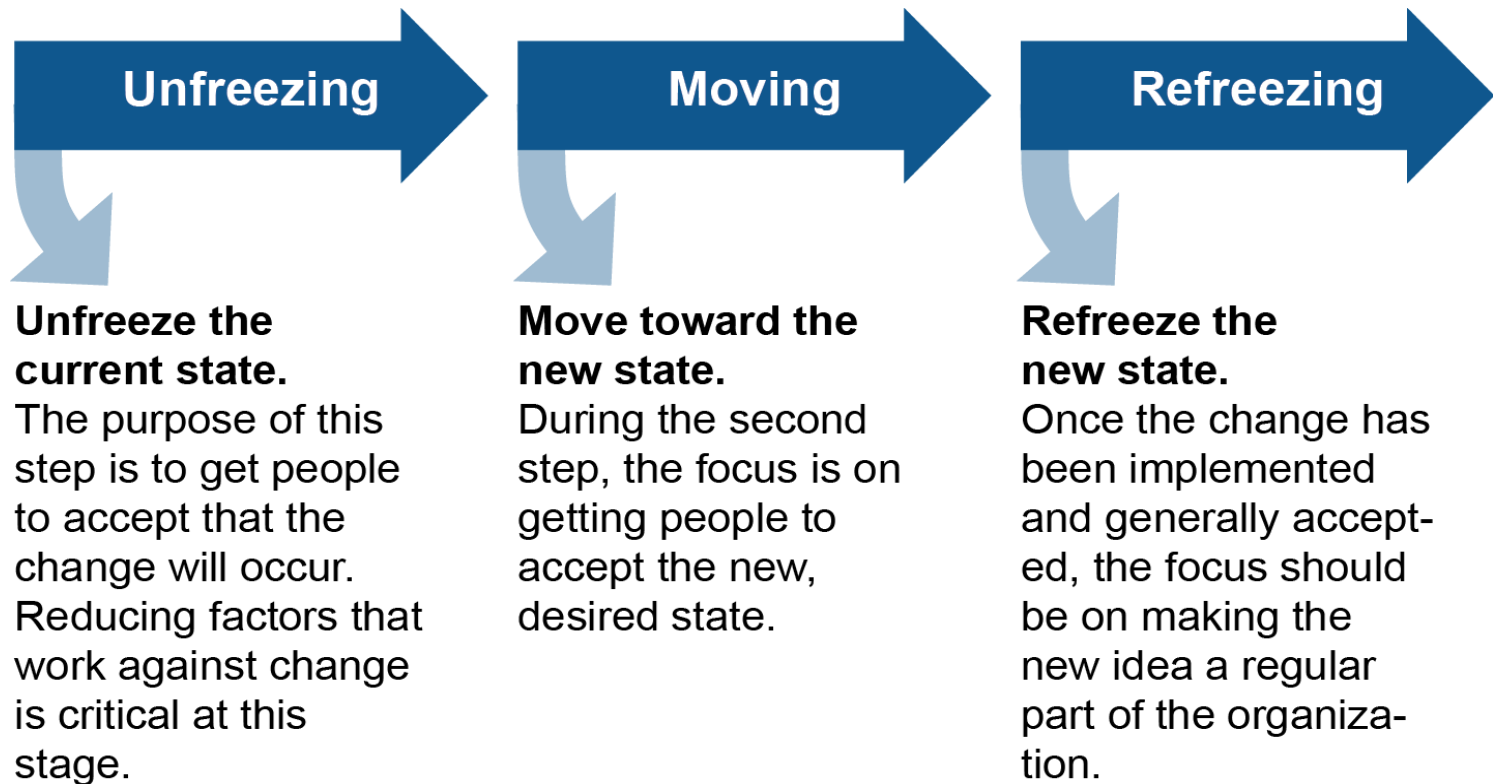 Unfreezing
Moving
Refreezing
Unfreeze the
current state.
The purpose of this
step is to get people
to accept that the
change will occur.
Reducing factors that
work against change
is critical at this
stage.
Move toward the
new state.
During the second
step, the focus is on
getting people to
accept the new,
desired state.
Refreeze the
new state.
Once the change has
been implemented
and generally accept-
ed, the focus should
be on making the
new idea a regular
part of the organiza-
tion.